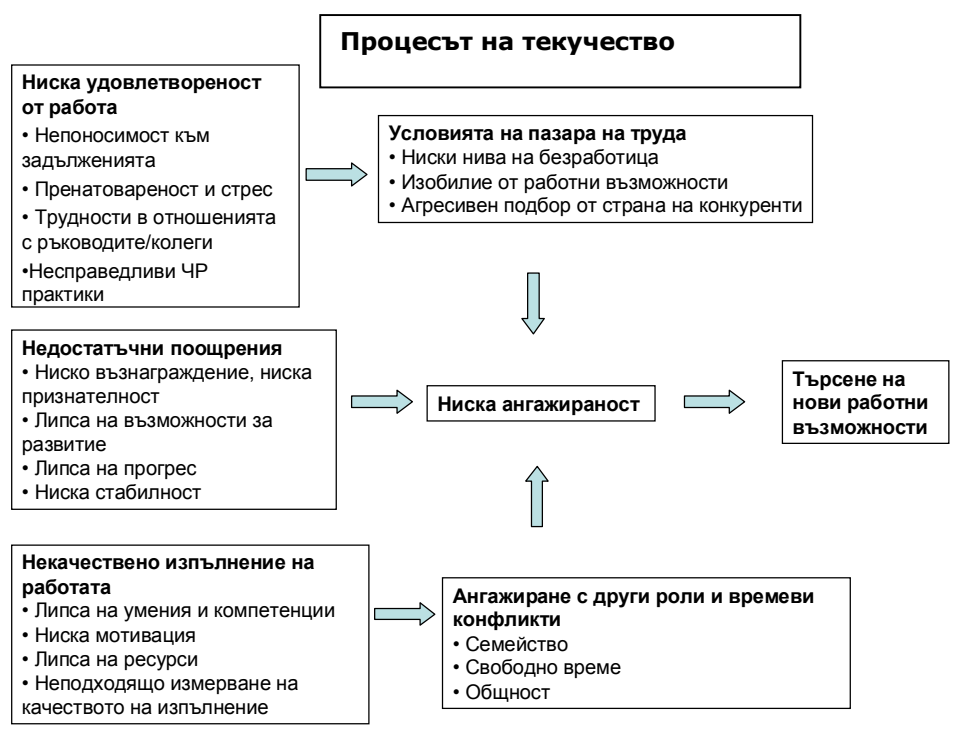 Процесът на текучество
Ниска удовлетвореност
от работа
• Непоносимост към
задълженията
• Пренатовареност и стрес
• Трудности в отношенията
с ръководите/колеги
•Несправедливи ЧР
практики
Условията на пазара на труда
• Ниски нива на безработица
• Изобилие от работни възможности
• Агресивен подбор от страна на конкуренти
Недостатъчни поощрения
• Ниско възнаграждение, ниска
признателност
• Липса на възможности за
развитие
• Липса на прогрес
• Ниска стабилност
Ниска ангажираност
Търсене на
нови работни
възможности
Некачествено изпълнение на
работата
• Липса на умения и компетенции
• Ниска мотивация
• Липса на ресурси
• Неподходящо измерване на
качеството на изпълнение
Ангажиране с други роли и времеви
конфликти
• Семейство
• Свободно време
• Общност